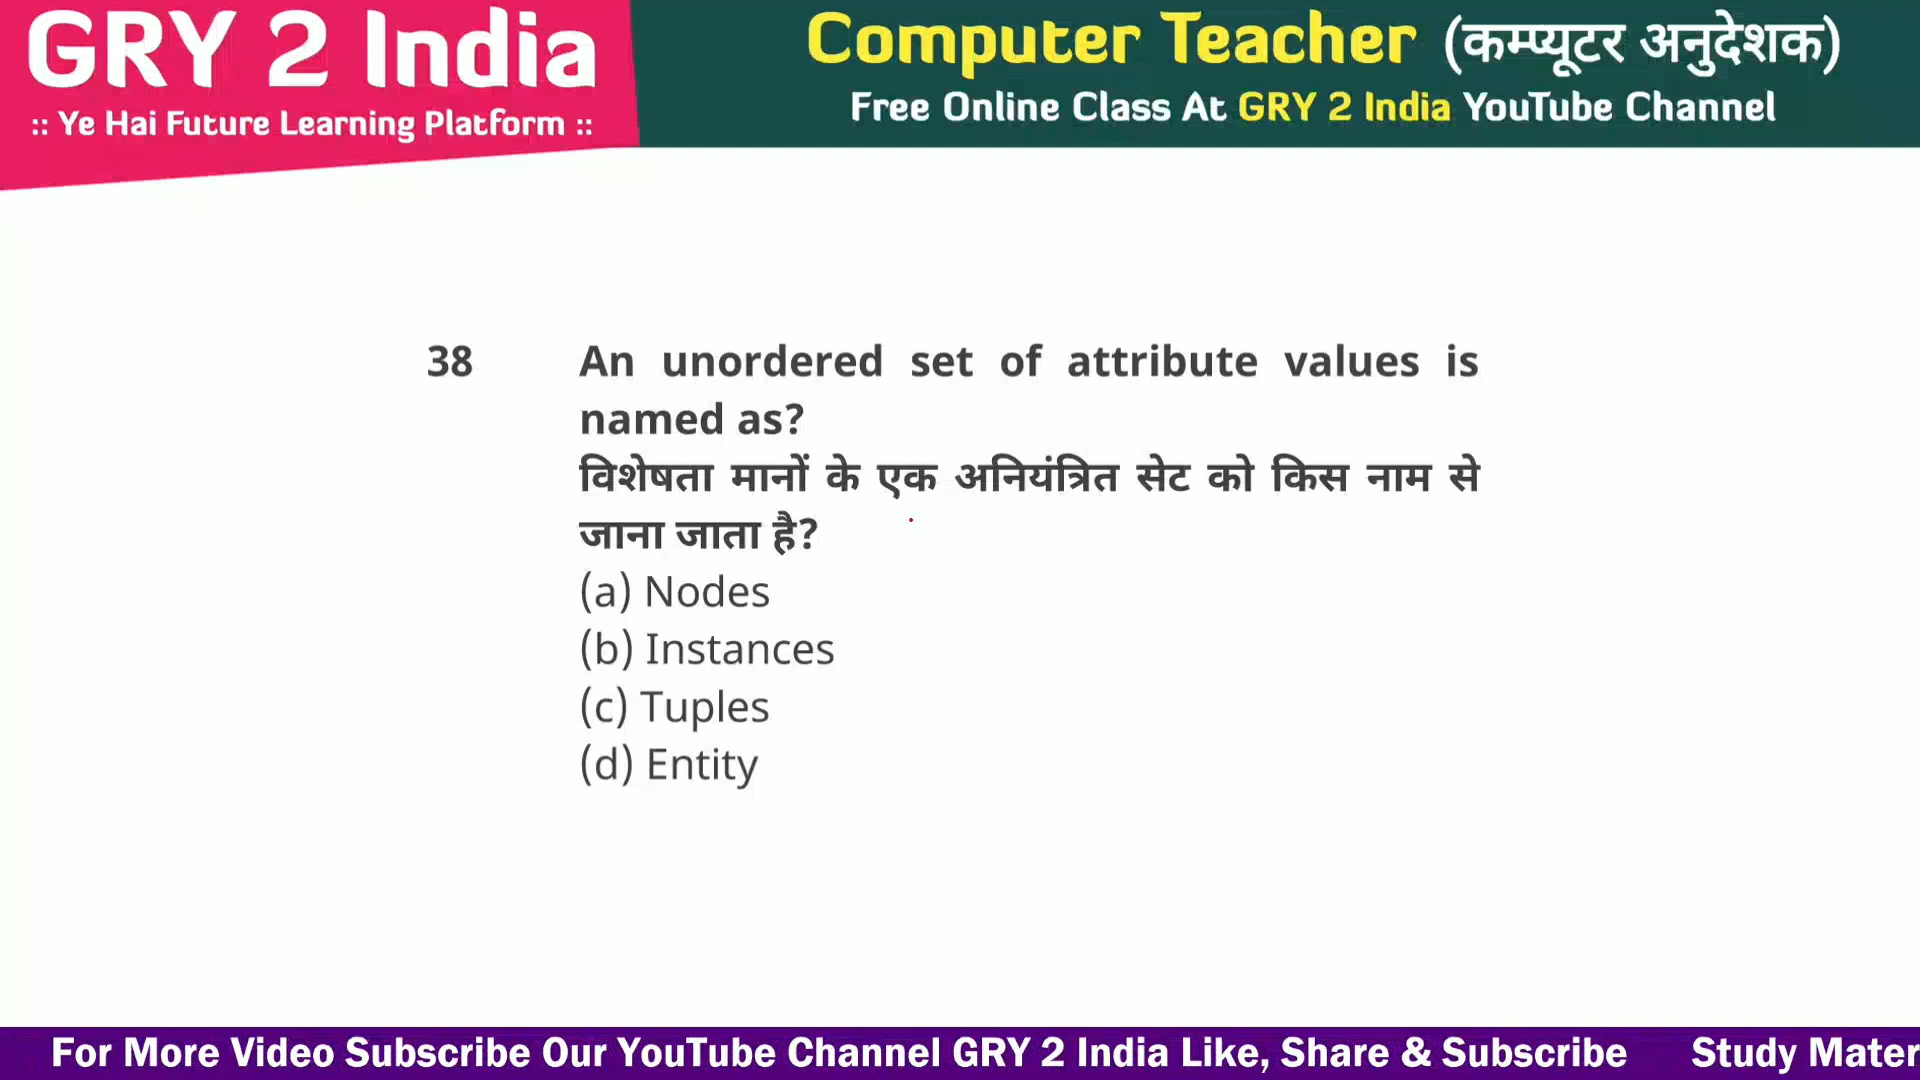 GRY 2 India
:: Ye Hai Future Learning Platform ::
Computer Teacher (कम्प्यूटर अनुदेशक)
Free Online Class At GRY 2 India YouTube Channel
38 An unordered set of attribute values is
named as?
विशेषता मानों के एक अनियंत्रित सेट को किस नाम से
जाना जाता है?
(a) Nodes
(b) Instances
(c) Tuples
(d) Entity
For More Video Subscribe Our YouTube Channel GRY 2 India Like, Share & Subscribe Study Mater